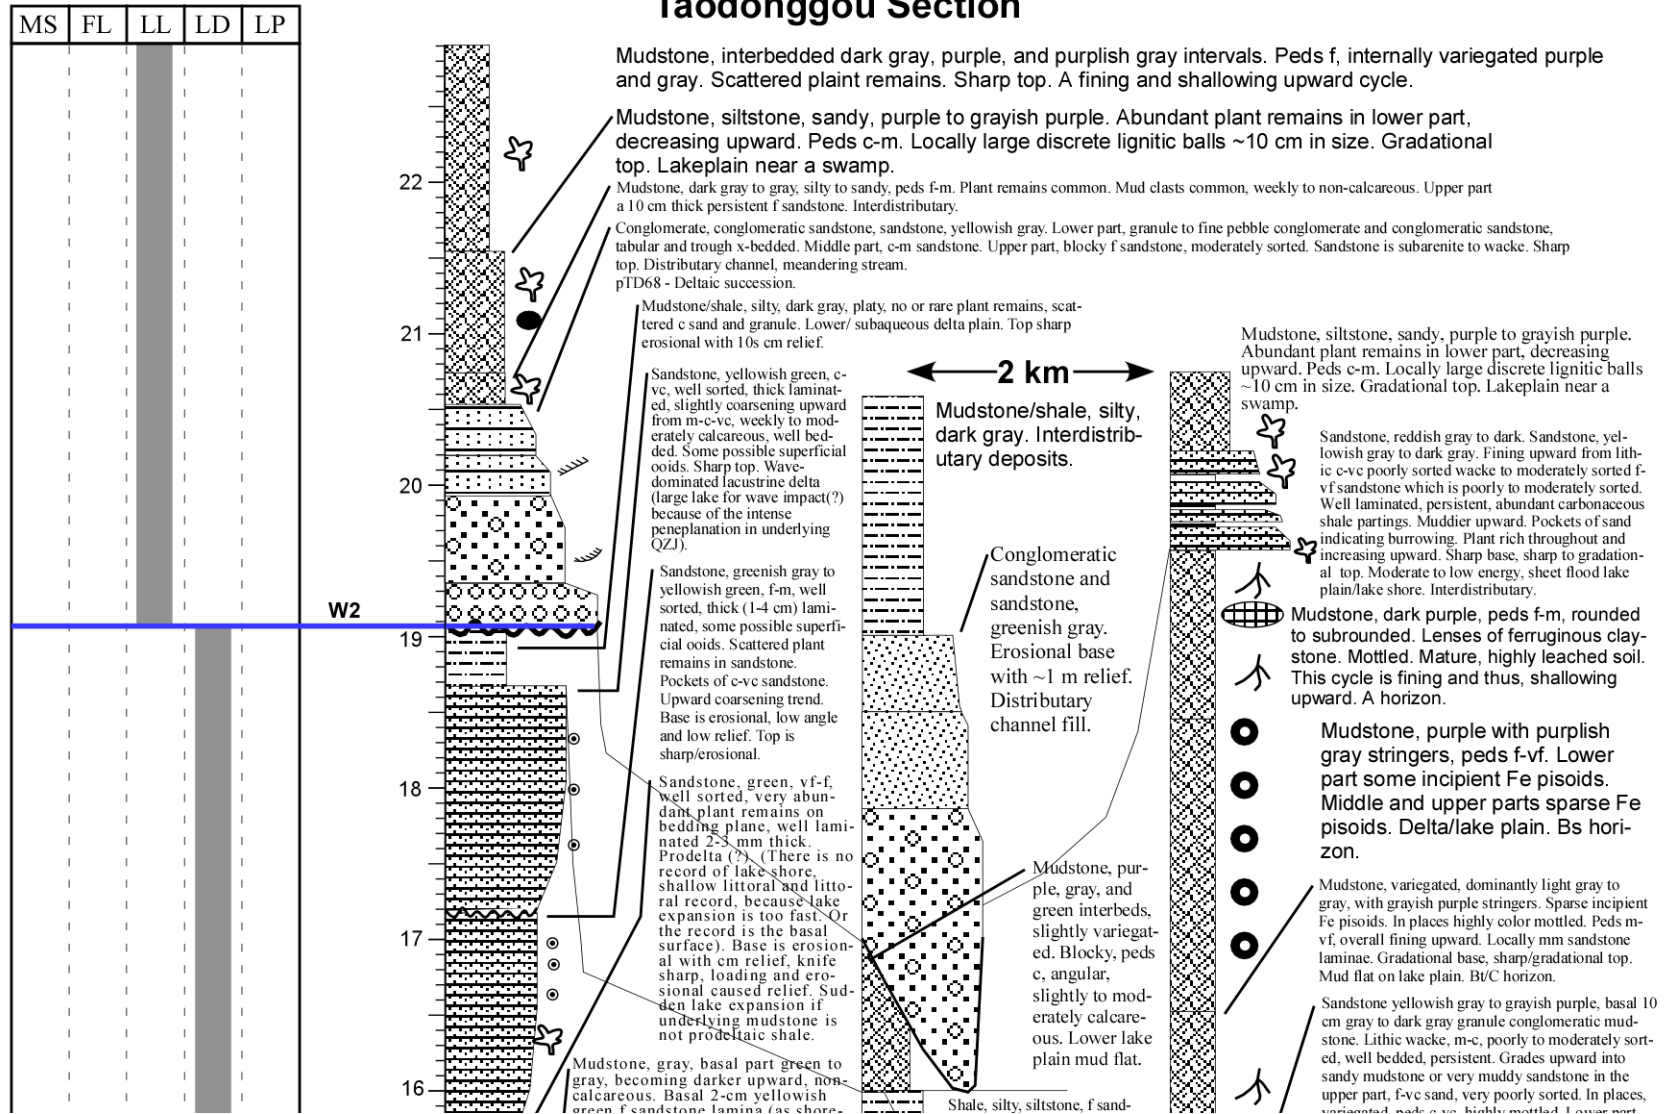 Taodonggou Section
MS FL LL LD LP
Mudstone, interbedded dark gray, purple, and purplish gray intervals. Peds f, internally variegated purple
and gray. Scattered plaint remains. Sharp top. A fining and shallowing upward cycle.
Mudstone, siltstone, sandy, purple to grayish purple. Abundant plant remains in lower part,
decreasing upward. Peds c-m. Locally large discrete lignitic balls ~10 cm in size. Gradational
top. Lakeplain near a swamp.
Mudstone, dark gray to gray, silty to sandy, peds f-m. Plant remains common. Mud clasts common, weekly to non-calcareous. Upper part
a 10 cm thick persistent f sandstone. Interdistributary.
Conglomerate, conglomeratic sandstone, sandstone, yellowish gray. Lower part, granule to fine pebble conglomerate and conglomeratic sandstone,
tabular and trough x-bedded. Middle part, c-m sandstone. Upper part, blocky f sandstone, moderately sorted. Sandstone is subarenite to wacke. Sharp
top. Distributary channel, meandering stream.
pTD68 - Deltaic succession.
Mudstone/shale, silty, dark gray, platy, no or rare plant remains, scat-
tered c sand and granule. Lower/ subaqueous delta plain. Top sharp
erosional with 10s cm relief.
Sandstone, yellowish green, c-
vc, well sorted, thick laminat-
ed, slightly coarsening upward
from m-c-vc, weekly to mod-
erately calcareous, well bed-
ded. Some possible superficial
ooids. Sharp top. Wave-
dominated lacustrine delta
(large lake for wave impact(?)
because of the intense
peneplanation in underlying
QZJ).
Sandstone, greenish gray to
yellowish green, f-m, well
sorted, thick (1-4 cm) lami-
nated, some possible superfi-
cial ooids. Scattered plant
remains in sandstone.
Pockets of c-vc sandstone.
Upward coarsening trend.
Base is erosional, low angle
and low relief. Top is
sharp/erosional.
Sandstone, green, vf-f,
well sorted, very abun-
dant plant remains on
bedding plane, well lami-
nated 2-3 mm thick.
Prodelta (?). (There is no
record of lake shore,
shallow littoral and litto-
ral record, because lake
expansion is too fast. Or
the record is the basal
surface). Base is erosion-
al with cm relief, knife
sharp, loading and ero-
sional caused relief. Sud-
den lake expansion if
underlying mudstone is
not prodeltaic shale.
Mudstone, gray, basal part green to
gray, becoming darker upward, non-
calcareous. Basal 2-cm yellowish
green f sandstone lamina (as shore-
22
21
20
19
18
17
16
W2
2 km
Mudstone/shale, silty,
dark gray. Interdistrib-
utary deposits.
Conglomeratic
sandstone and
sandstone,
greenish gray.
Erosional base
with ~1 m relief.
Distributary
channel fill.
Mudstone, pur-
ple, gray, and
green interbeds,
slightly variegat-
ed. Blocky, peds
c, angular,
slightly to mod-
erately calcare-
ous. Lower lake
plain mud flat.
Shale, silty, siltstone, f sand-
Mudstone, siltstone, sandy, purple to grayish purple.
Abundant plant remains in lower part, decreasing
upward. Peds c-m. Locally large discrete lignitic balls
~10 cm in size. Gradational top. Lakeplain near a
swamp.
Sandstone, reddish gray to dark. Sandstone, yel-
lowish gray to dark gray. Fining upward from lith-
ic c-vc poorly sorted wacke to moderately sorted f-
vf sandstone which is poorly to moderately sorted.
Well laminated, persistent, abundant carbonaceous
shale partings. Muddier upward. Pockets of sand
indicating burrowing. Plant rich throughout and
increasing upward. Sharp base, sharp to gradation-
al top. Moderate to low energy, sheet flood lake
plain/lake shore. Interdistributary.
Mudstone, dark purple, peds f-m, rounded
to subrounded. Lenses of ferruginous clay-
stone. Mottled. Mature, highly leached soil.
This cycle is fining and thus, shallowing
upward. A horizon.
Mudstone, purple with purplish
gray stringers, peds f-vf. Lower
part some incipient Fe pisoids.
Middle and upper parts sparse Fe
pisoids. Delta/lake plain. Bs hori-
zon.
Mudstone, variegated, dominantly light gray to
gray, with grayish purple stringers. Sparse incipient
Fe pisoids. In places highly color mottled. Peds m-
vf, overall fining upward. Locally mm sandstone
laminae. Gradational base, sharp/gradational top.
Mud flat on lake plain. Bt/C horizon.
Sandstone yellowish gray to grayish purple, basal 10
cm gray to dark gray granule conglomeratic mud-
stone. Lithic wacke, m-c, poorly to moderately sort-
ed, well bedded, persistent. Grades upward into
sandy mudstone or very muddy sandstone in the
upper part, f-vc sand, very poorly sorted. In places,
variegated, peds c-vc, highly mottled. Lower part